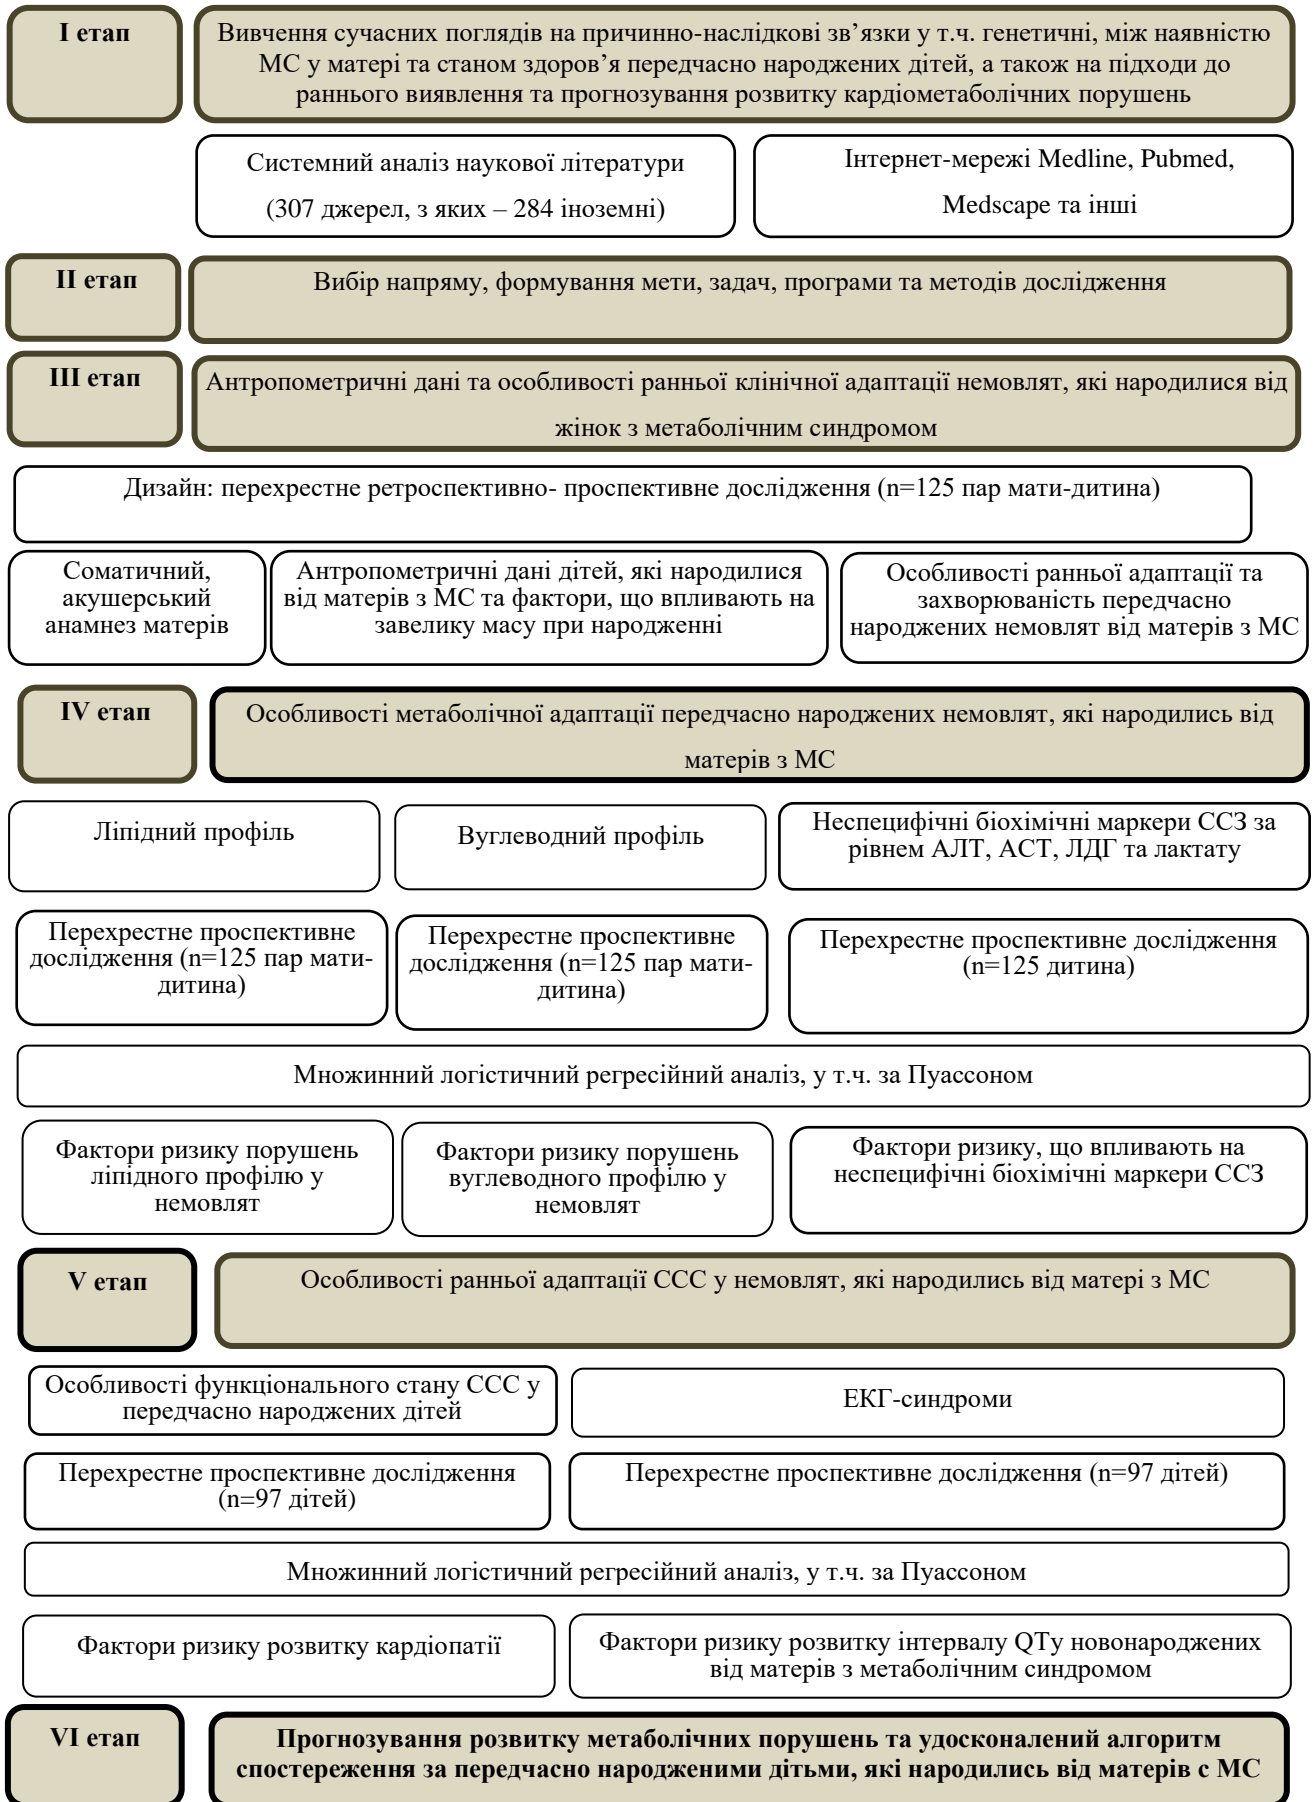 І етап
Вивчення сучасних поглядів на причинно-наслідкові зв’язки у т.ч. генетичні, між наявністю
МС у матері та станом здоров’я передчасно народжених дітей, а також на підходи до
раннього виявлення та прогнозування розвитку кардіометаболічних порушень
Системний аналіз наукової літератури
(307 джерел, з яких – 284 іноземні)
Інтернет-мережі Medline, Pubmed,
Medscape та інші
ІІ етап
Вибір напряму, формування мети, задач, програми та методів дослідження
ІІІ етап
Антропометричні дані та особливості ранньої клінічної адаптації немовлят, які народилися від
жінок з метаболічним синдромом
Дизайн: перехрестне ретроспективно- проспективне дослідження (n=125 пар мати-дитина)
Соматичний,
акушерський
анамнез матерів
Антропометричні дані дітей, які народилися
від матерів з МС та фактори, що впливають на
завелику масу при народженні
Особливості ранньої адаптації та
захворюваність передчасно
народжених немовлят від матерів з МС
IV етап
Особливості метаболічної адаптації передчасно народжених немовлят, які народились від
матерів з МС
Ліпідний профіль
Вуглеводний профіль
Неспецифічні біохімічні маркери ССЗ за
рівнем АЛТ, АСТ, ЛДГ та лактату
Перехрестне проспективне
дослідження (n=125 пар мати-
дитина)
Перехрестне проспективне
дослідження (n=125 пар мати-
дитина)
Перехрестне проспективне дослідження
(n=125 дитина)
Множинний логістичний регресійний аналіз, у т.ч. за Пуассоном
Фактори ризику порушень
ліпідного профілю у
немовлят
Фактори ризику порушень
вуглеводного профілю у
немовлят
Фактори ризику, що впливають на
неспецифічні біохімічні маркери ССЗ
V етап
Особливості ранньої адаптації ССС у немовлят, які народились від матері з МС
Особливості функціонального стану ССС у
передчасно народжених дітей
ЕКГ-синдроми
Перехрестне проспективне дослідження
(n=97 дітей)
Перехрестне проспективне дослідження (n=97 дітей)
Множинний логістичний регресійний аналіз, у т.ч. за Пуассоном
Фактори ризику розвитку кардіопатії
Фактори ризику розвитку інтервалу QTу новонароджених
від матерів з метаболічним синдромом
VI етап
Прогнозування розвитку метаболічних порушень та удосконалений алгоритм
спостереження за передчасно народженими дітьми, які народились від матерів с МС